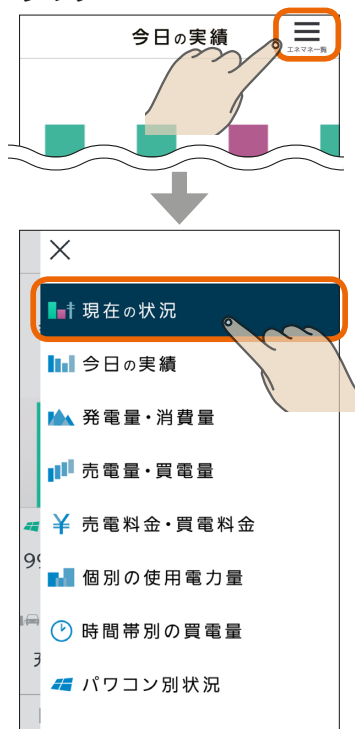 今日の実績
エネマネ一覧
現在の状況
今日の実績
発電量・消費量
売電量・買電量
売電料金・買電料金
99
個別の使用電力量
時間帯別の買電量
パワコン別状況